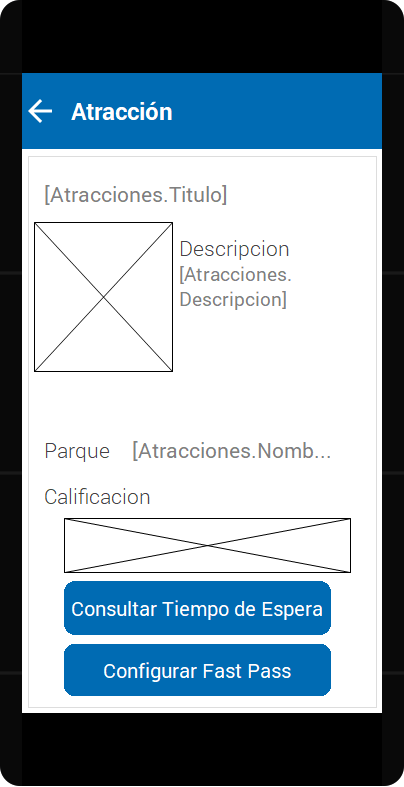 Atracción
[Atracciones.Titulo]
Descripcion
[Atracciones.
Descripcion]
Parque [Atracciones.Nomb...
Calificacion
Consultar Tiempo de Espera
Configurar Fast Pass